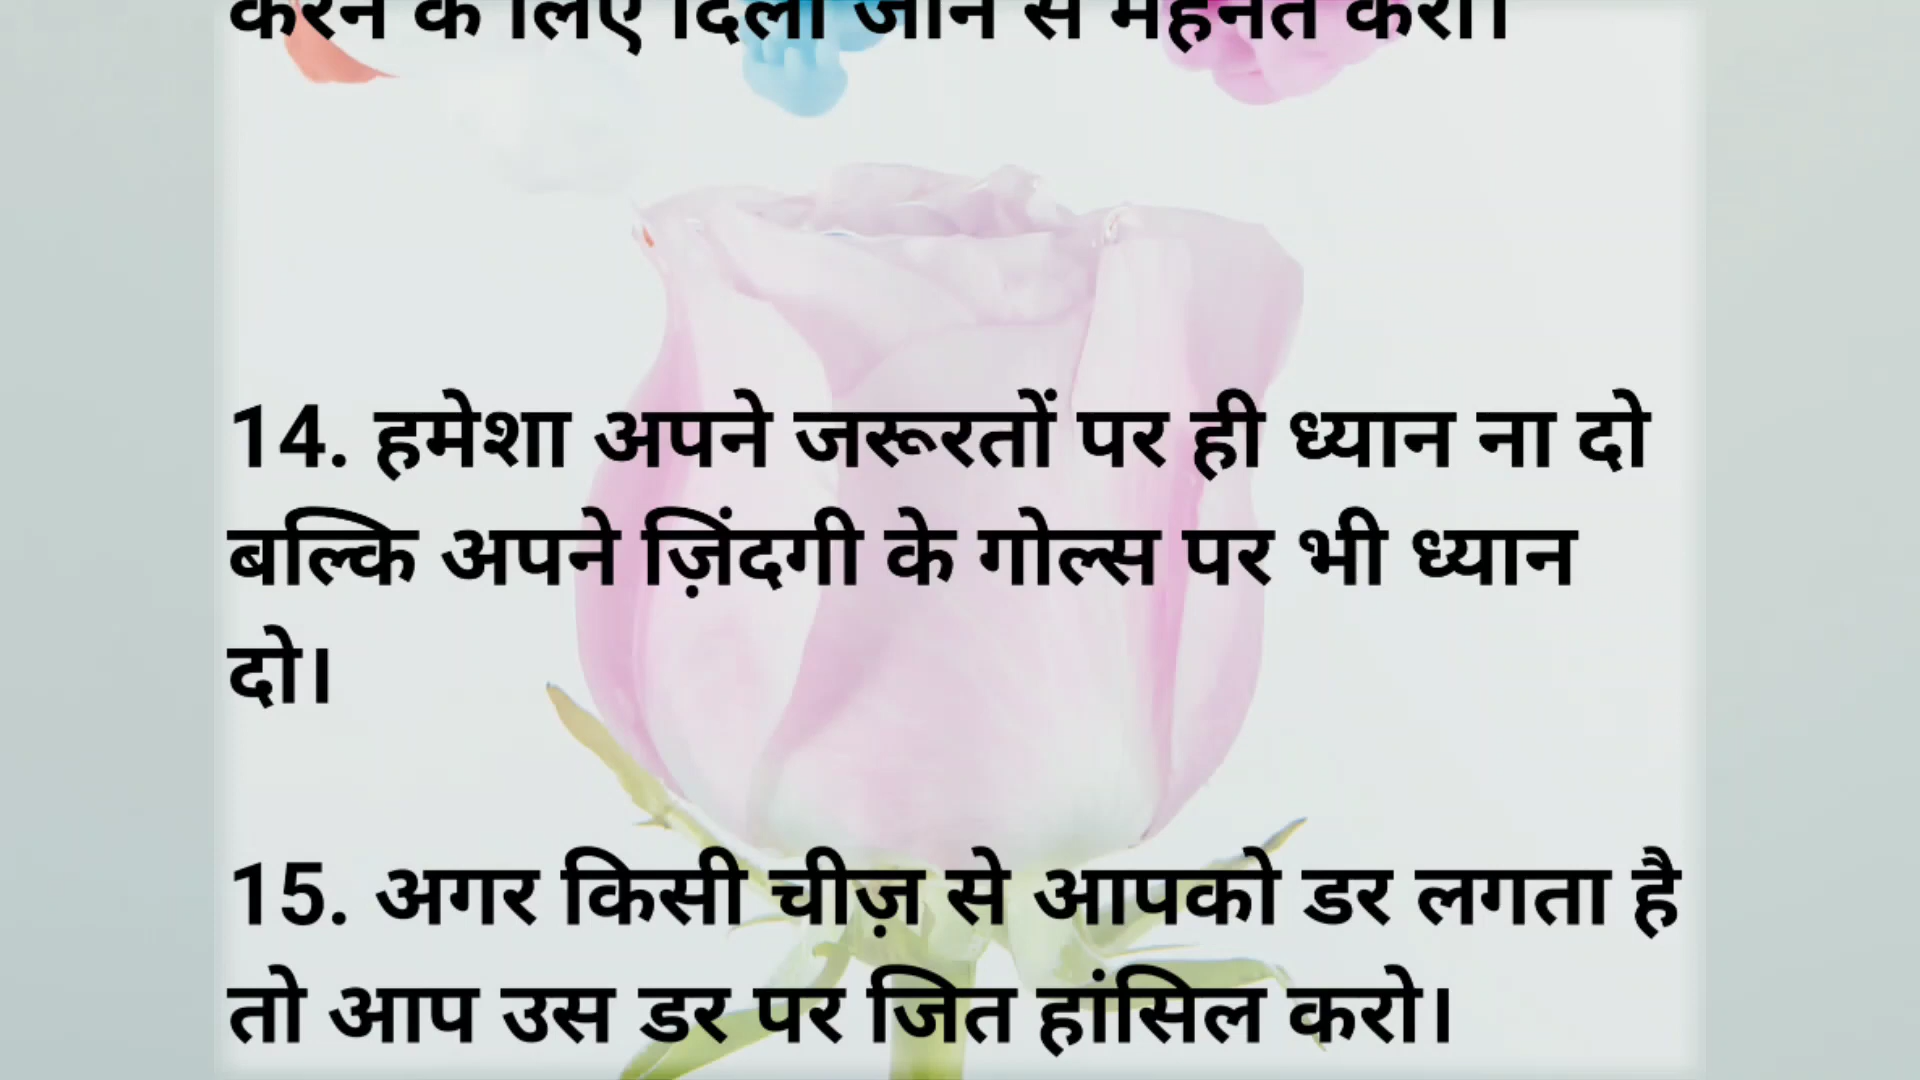 करने के लिए दिलो जान से मेहनत करो।
14. हमेशा अपने जरूरतों पर ही ध्यान ना दो
बल्कि अपने ज़िंदगी के गोल्स पर भी ध्यान
दो।
15. अगर किसी चीज़ से आपको डर लगता है
तो आप उस डर पर जित हांसिल करो।